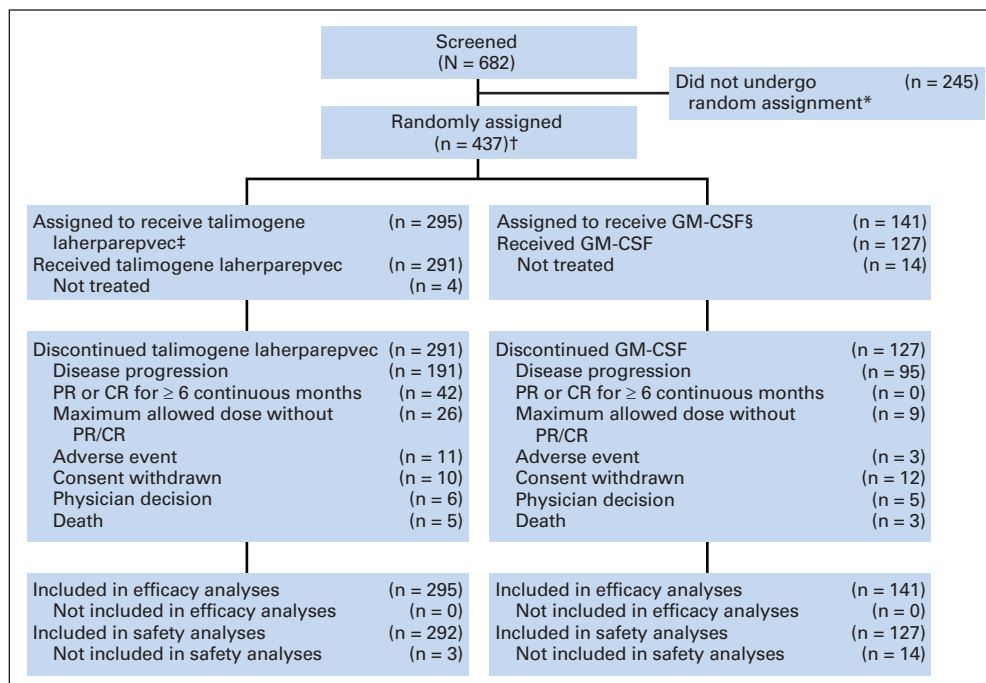 Screened
(N = 682)
Did not undergo (n = 245)
random assignment*
Randomly assigned
(n = 437)†
Assigned to receive talimogene (n = 295)
laherparepvec‡
Received talimogene laherparepvec (n = 291)
Not treated (n = 4)
Assigned to receive GM-CSF§ (n = 141)
Received GM-CSF (n = 127)
Not treated (n = 14)
Discontinued talimogene laherparepvec (n = 291)
Disease progression (n = 191)
PR or CR for ≥ 6 continuous months (n = 42)
Maximum allowed dose without (n = 26)
PR/CR
Adverse event (n = 11)
Consent withdrawn (n = 10)
Physician decision (n = 6)
Death (n = 5)
Discontinued GM-CSF (n = 127)
Disease progression (n = 95)
PR or CR for ≥ 6 continuous months (n = 0)
Maximum allowed dose without (n = 9)
PR/CR
Adverse event (n = 3)
Consent withdrawn (n = 12)
Physician decision (n = 5)
Death (n = 3)
Included in efficacy analyses (n = 295)
Not included in efficacy analyses (n = 0)
Included in safety analyses (n = 292)
Not included in safety analyses (n = 3)
Included in efficacy analyses (n = 141)
Not included in efficacy analyses (n = 0)
Included in safety analyses (n = 127)
Not included in safety analyses (n = 14)